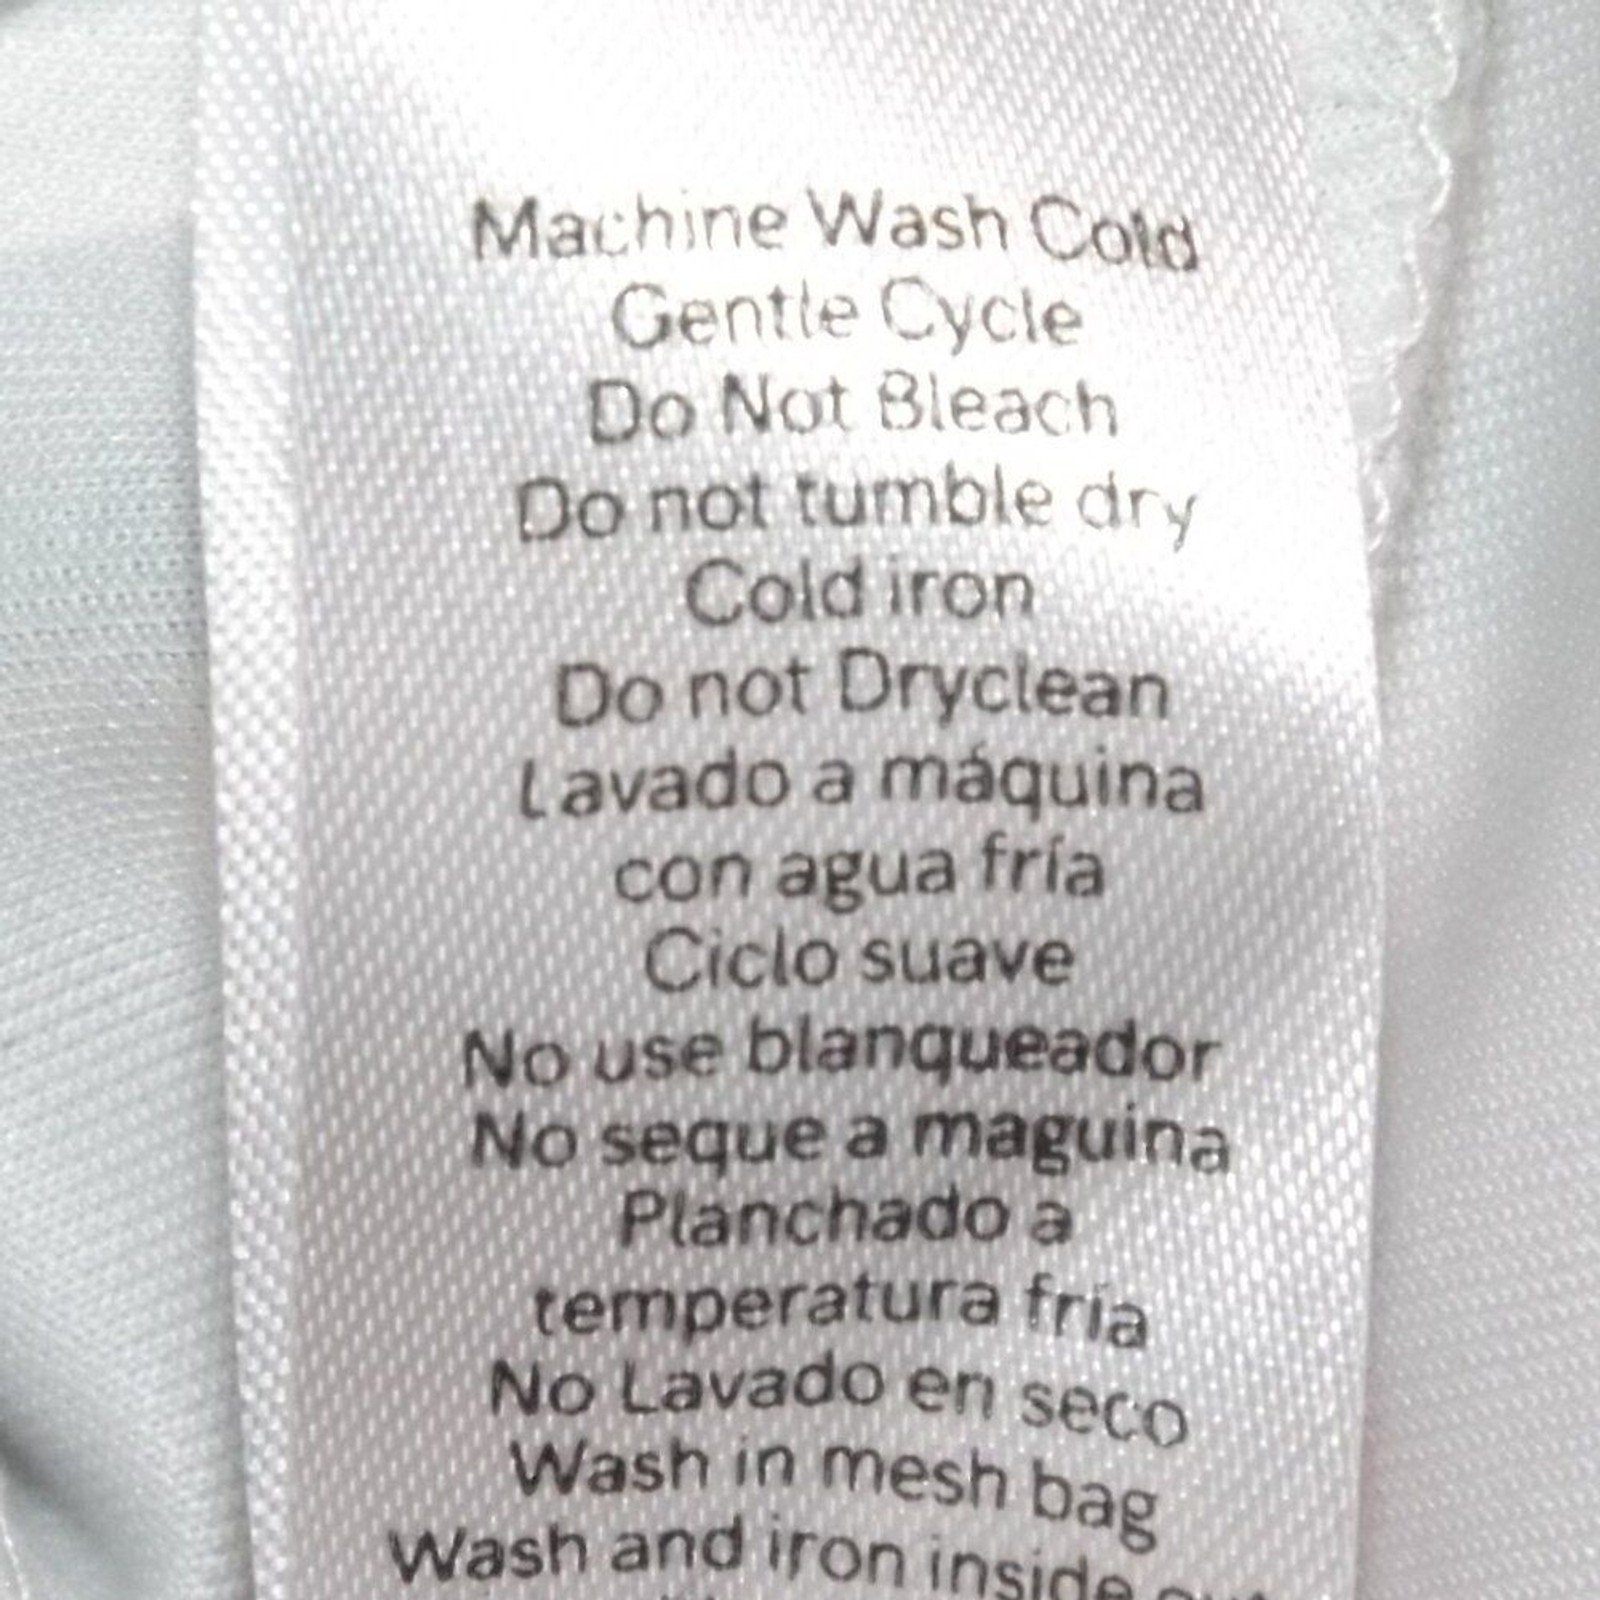 Machine Wash Cold
Gentle Cycle
Do Not Bleach
Do not tumble dry
Cold iron
Do not Dryclean
Lavado a máquina
con agua fría
Ciclo suave
No use blanqueador
No seque a maguina
Planchado a
temperatura fría
No Lavado en seco
Wash in mesh bag
Wash and iron inside